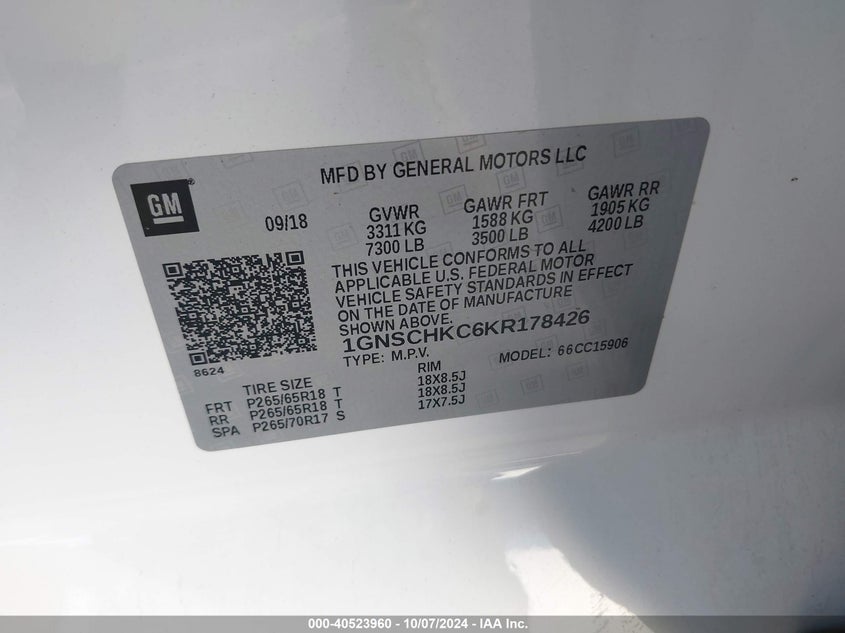 MFD BY GENERAL MOTORS LLC
GM
®
09/18
GVWR
3311 KG
7300 LB
GAWR FRT
1588 KG
3500 LB
GAWR RR
1905 KG
4200 LB
THIS VEHICLE CONFORMS TO ALL
APPLICABLE U.S. FEDERAL MOTOR
VEHICLE SAFETY STANDARDS IN EFFECT
ON THE DATE OF MANUFACTURE
SHOWN ABOVE.
1GNSCHKC6KR178426
TYPE: M.P.V.
MODEL: 66CC15906
8624
TIRE SIZE
RIM
FRT P265/65R18 T 18X8.5J
RR P265/65R18 T 18X8.5J
SPA P265/70R17 S 17X7.5J
000-40523960 - 10/07/2024 - IAA Inc.